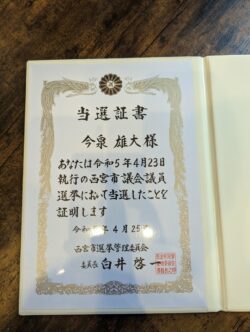 当選証書
今泉 雄大様
あなたは令和5年4月23日
執行の西宮市議会議員
選挙において当選したことを
証明します
令和 年 4月25日
西宮市選挙管理委員会
委員長 白井 啓一